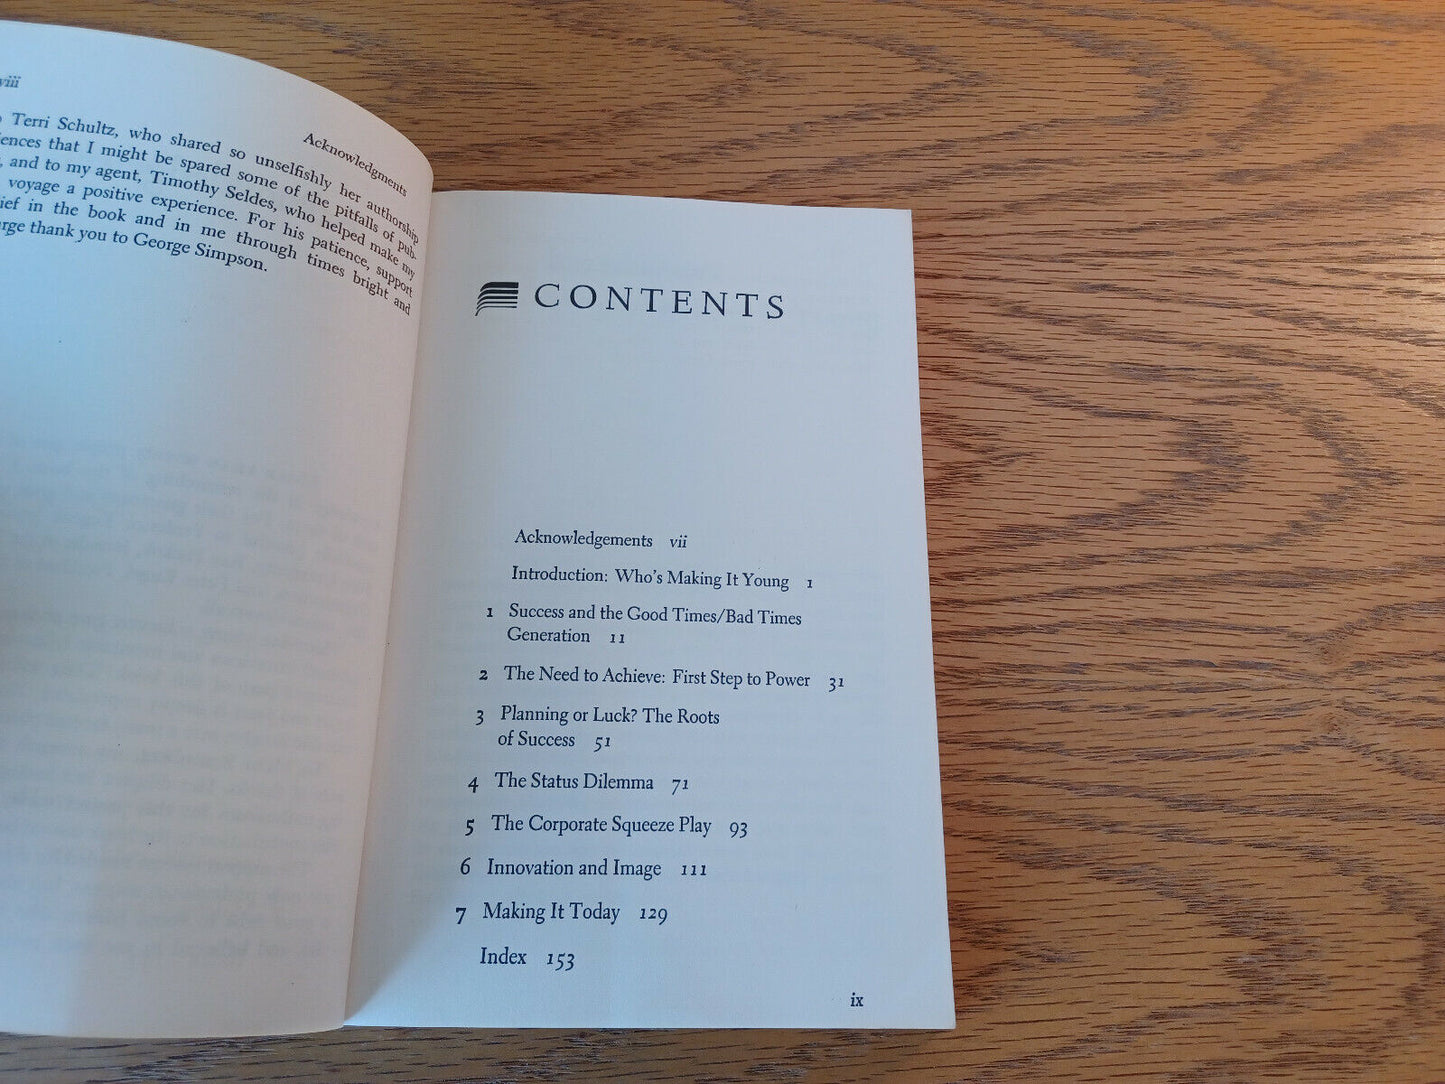 viii
Acknowledgments
Terri Schultz, who shared so unselfishly her authorship
that I might be spared some of the pitfalls of pub-
and to my agent, Timothy Seldes, who helped make my
voyage a positive experience. For his patience, support
in the book and in me through times bright and
thank you to George Simpson.
CONTENTS
Acknowledgements vii
Introduction: Who's Making It Young 1
1 Success and the Good Times/Bad Times
Generation 11
2 The Need to Achieve: First Step to Power 31
3 Planning or Luck? The Roots
of Success 51
4 The Status Dilemma 71
5 The Corporate Squeeze Play 93
6 Innovation and Image 111
7 Making It Today 129
Index 153
ix